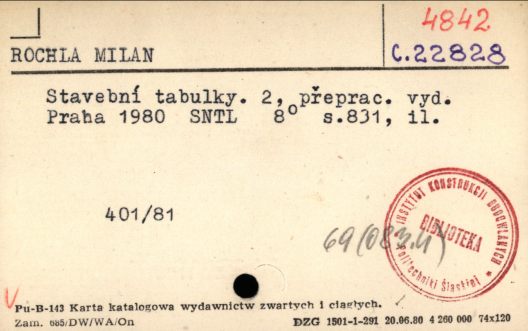 4842
ROCHLA MILAN
C.22828
Stavební tabulky. 2, přeprac. vyd.
Praha 1980 SNTL 8° s.831, il.
401/81
69(083.4)
INSTYTUT KONSTRUKCJI BUDOWLANYCH
BIBLIOTEKA
Politechniki Śląskiej
Pu-B-143 Karta katalogowa wydawnictw zwartych i ciągłych.
Zam. 685/DW/WA/On DZG 1501-1-291 20.06.80 4 260 000 74x120